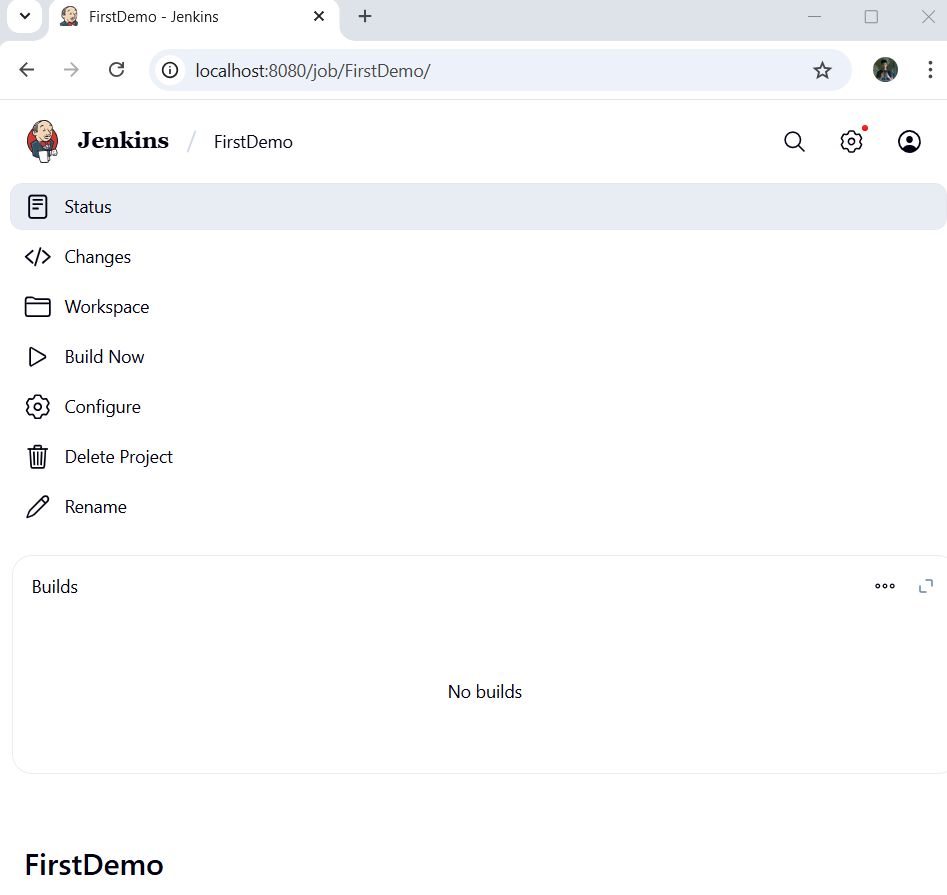 FirstDemo - Jenkins
localhost:8080/job/FirstDemo/
Jenkins / FirstDemo
Status
Changes
Workspace
Build Now
Configure
Delete Project
Rename
Builds
No builds
FirstDemo